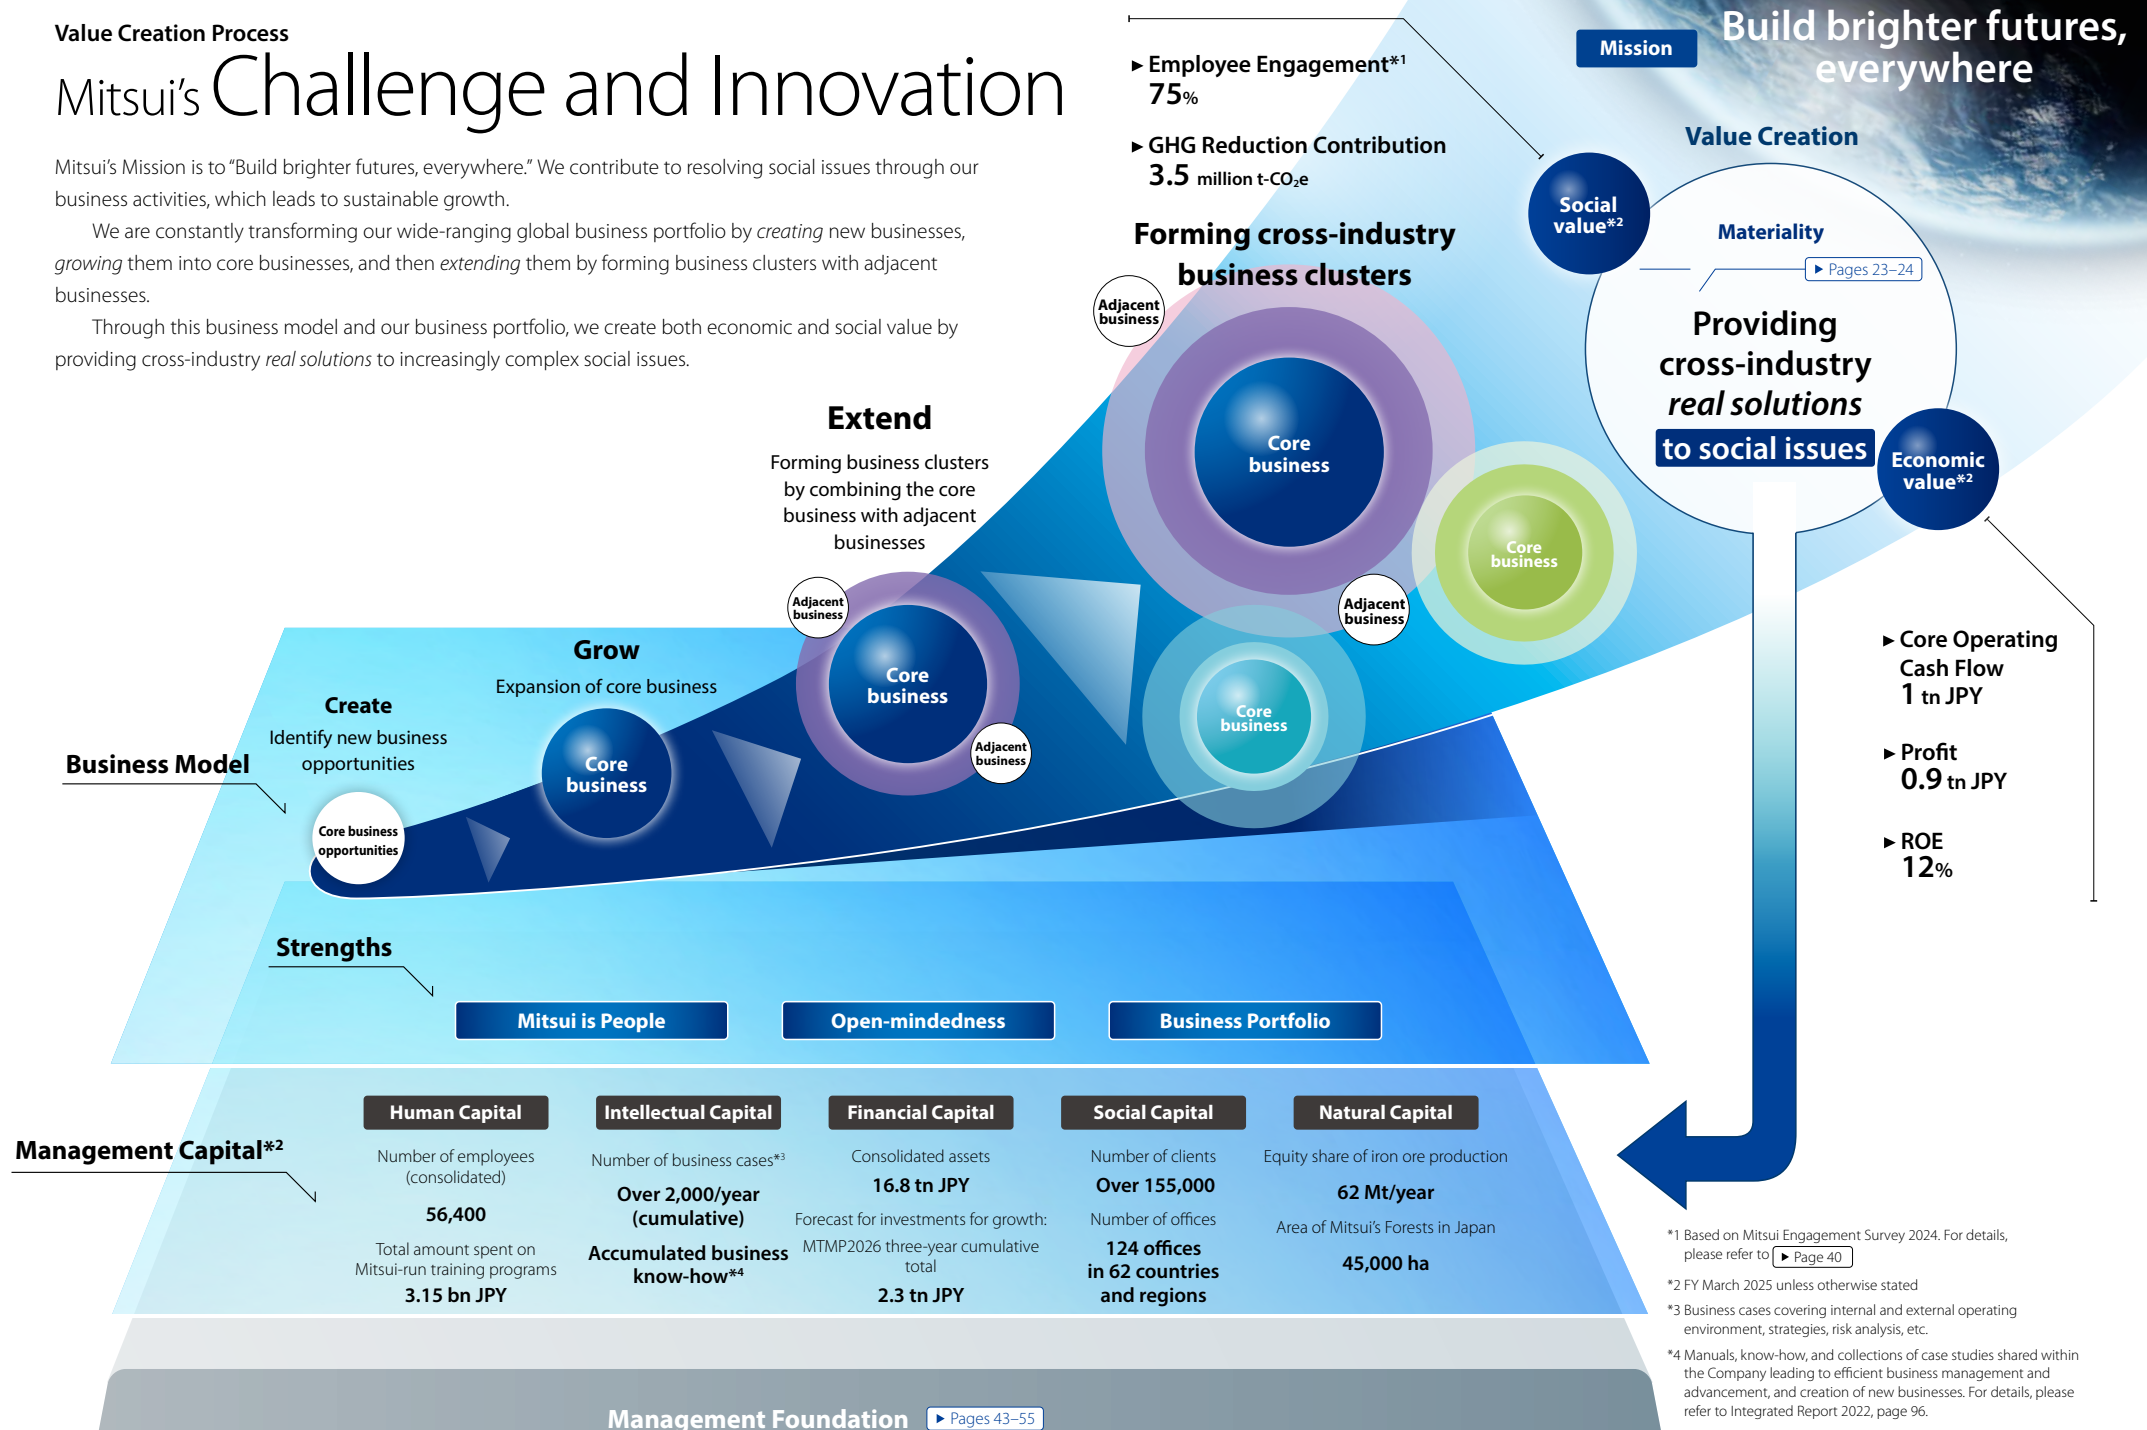 Value Creation Process
Mitsui's Challenge and Innovation
Mitsui's Mission is to “Build brighter futures, everywhere.” We contribute to resolving social issues through our
business activities, which leads to sustainable growth.
We are constantly transforming our wide-ranging global business portfolio by creating new businesses,
growing them into core businesses, and then extending them by forming business clusters with adjacent
businesses.
Through this business model and our business portfolio, we create both economic and social value by
providing cross-industry real solutions to increasingly complex social issues.
▶ Employee Engagement*1
75%
▶ GHG Reduction Contribution
3.5 million t-CO₂e
Mission
Build brighter futures,
everywhere
Value Creation
Social
value*2
Materiality
▶ Pages 23–24
Providing
cross-industry
real solutions
to social issues
Economic
value*2
▶ Core Operating
Cash Flow
1 tn JPY
▶ Profit
0.9 tn JPY
▶ ROE
12%
Forming cross-industry
business clusters
Adjacent
business
Core
business
Core
business
Adjacent
business
Core
business
Extend
Forming business clusters
by combining the core
business with adjacent
businesses
Adjacent
business
Core
business
Adjacent
business
Grow
Expansion of core business
Core
business
Create
Identify new business
opportunities
Core business
opportunities
Business Model
Strengths
Mitsui is People
Open-mindedness
Business Portfolio
Management Capital*2
Human Capital
Number of employees
(consolidated)
56,400
Total amount spent on
Mitsui-run training programs
3.15 bn JPY
Intellectual Capital
Number of business cases*3
Over 2,000/year
(cumulative)
Accumulated business
know-how*4
Financial Capital
Consolidated assets
16.8 tn JPY
Forecast for investments for growth:
MTMP2026 three-year cumulative
total
2.3 tn JPY
Social Capital
Number of clients
Over 155,000
Number of offices
124 offices
in 62 countries
and regions
Natural Capital
Equity share of iron ore production
62 Mt/year
Area of Mitsui's Forests in Japan
45,000 ha
Management Foundation ▶ Pages 43–55
*1 Based on Mitsui Engagement Survey 2024. For details,
please refer to ▶ Page 40
*2 FY March 2025 unless otherwise stated
*3 Business cases covering internal and external operating
environment, strategies, risk analysis, etc.
*4 Manuals, know-how, and collections of case studies shared within
the Company leading to efficient business management and
advancement, and creation of new businesses. For details, please
refer to Integrated Report 2022, page 96.